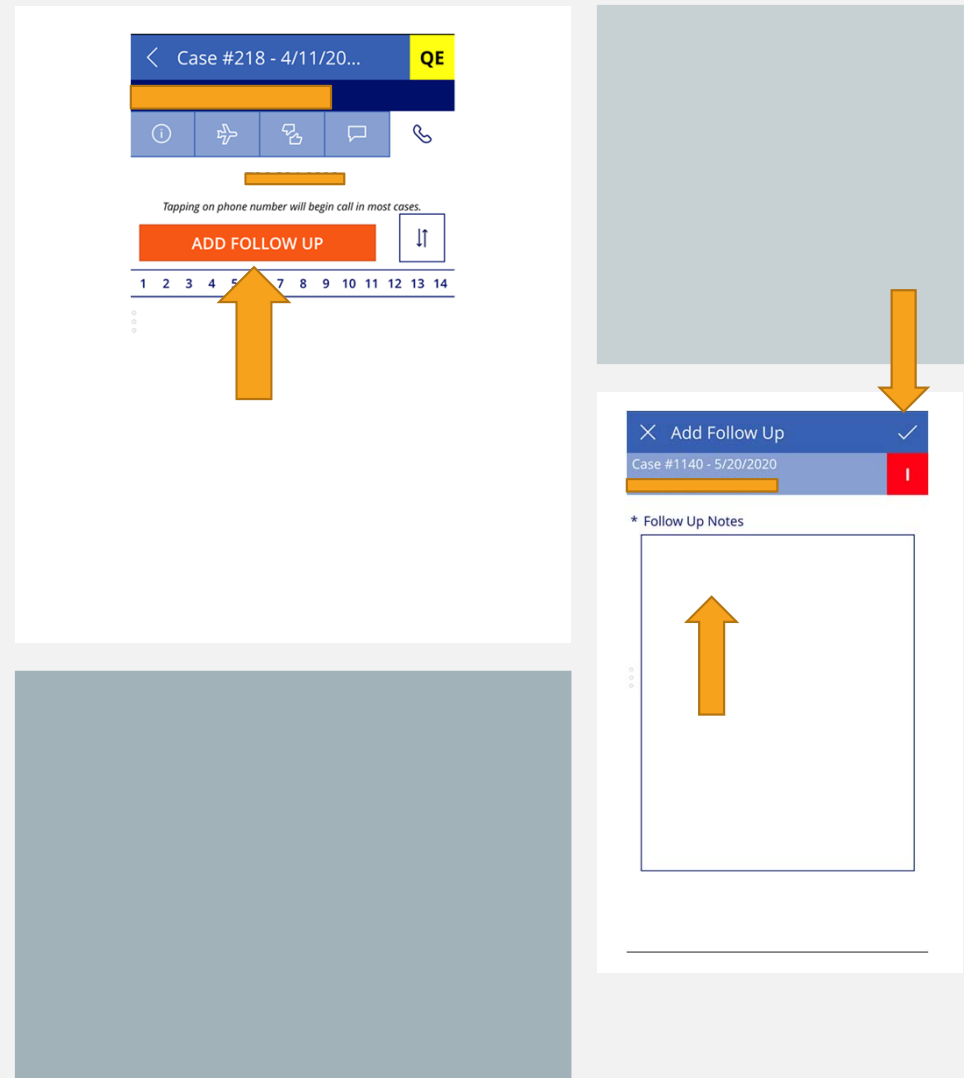 Case #218 - 4/11/20...
QE
Tapping on phone number will begin call in most cases.
ADD FOLLOW UP
1 2 3 4 5 7 8 9 10 11 12 13 14
Add Follow Up
Case #1140 - 5/20/2020
I
* Follow Up Notes